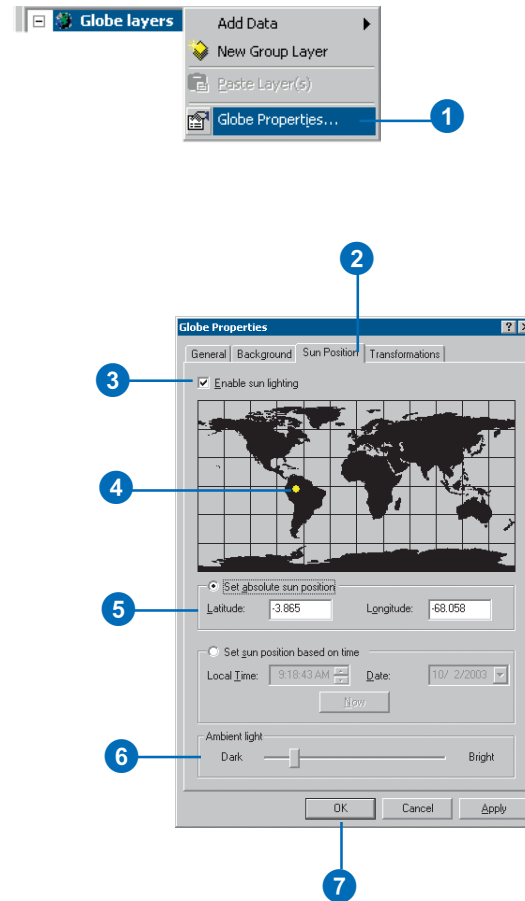 Globe layers
Add Data
New Group Layer
Paste Layer(s)
Globe Properties...
1
2
Globe Properties
General Background Sun Position Transformations
3
Enable sun lighting
4
Set absolute sun position
5
Latitude: -3.865 Longitude: -68.058
Set sun position based on time
Local Time: 9:18:43 AM Date: 10/ 2/2003
Now
Ambient light
6
Dark Bright
OK Cancel Apply
7